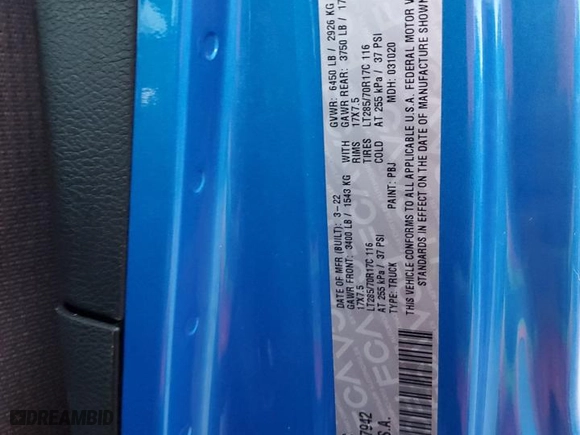 DATE OF MFR (BUILT): 3-22 GVWR: 6450 LB / 2926 KG
GAWR FRONT: 3400 LB / 1543 KG WITH GAWR REAR: 3750 LB / 17
17X7.5 RIMS 17X7.5
LT285/70R17C 116 TIRES LT285/70R17C 116
AT 255 kPa / 37 PSI COLD AT 255 kPa / 37 PSI
TYPE: TRUCK PAINT: PBJ MDH: 031020
THIS VEHICLE CONFORMS TO ALL APPLICABLE U.S.A. FEDERAL MOTOR
STANDARDS IN EFFECT ON THE DATE OF MANUFACTURE SHOWN
7942
S.A.
DREAMBID